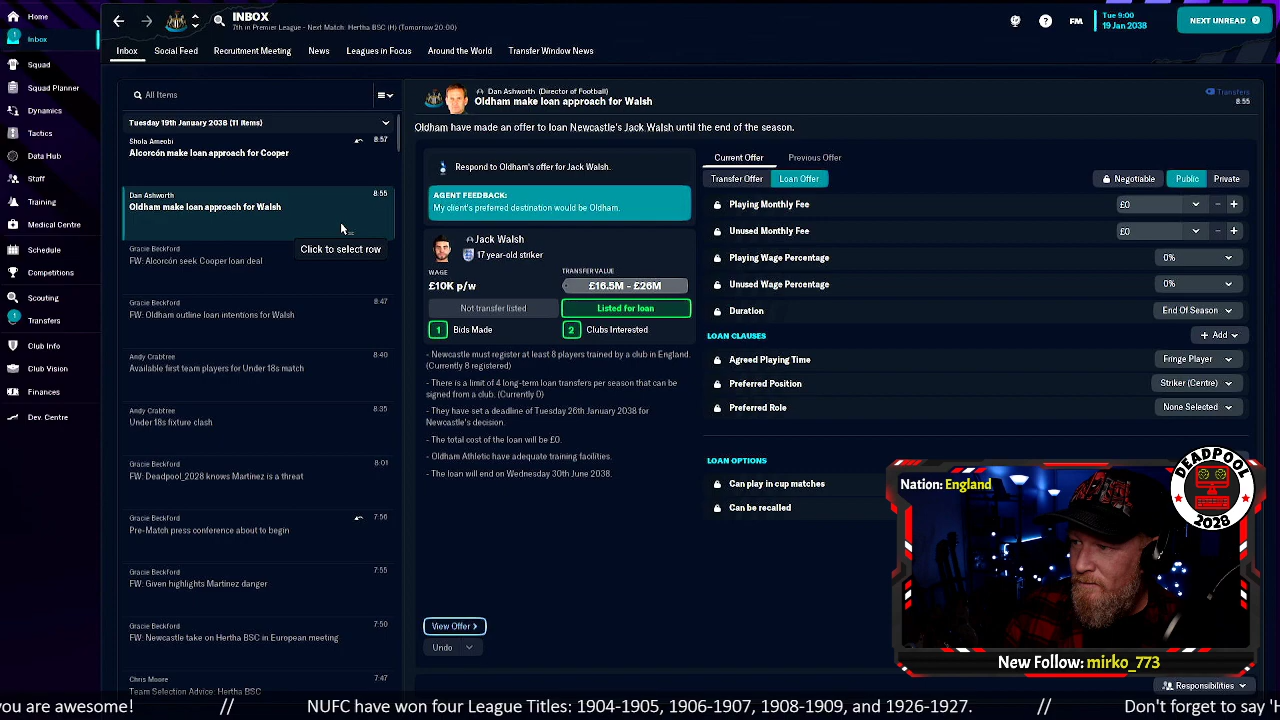 Home
INBOX
7th in Premier League - Next Match: Hertha BSC (H) (Tomorrow 20:00)
FM
Tue 9:00
19 Jan 2038
NEXT UNREAD
Inbox
Inbox
Social Feed
Recruitment Meeting
News
Leagues in Focus
Around the World
Transfer Window News
Squad
Squad Planner
Dynamics
Tactics
Data Hub
Staff
Training
Medical Centre
Schedule
Competitions
Scouting
Transfers
Club Info
Club Vision
Finances
Dev. Centre
All Items
Tuesday 19th January 2038 (11 Items)
Shola Ameobi
8:57
Alcorcón make loan approach for Cooper
Dan Ashworth
8:55
Oldham make loan approach for Walsh
Click to select row
Gracie Beckford
FW: Alcorcón seek Cooper loan deal
Gracie Beckford
8:47
FW: Oldham outline loan intentions for Walsh
Andy Crabtree
8:40
Available first team players for Under 18s match
Andy Crabtree
8:35
Under 18s fixture clash
Gracie Beckford
8:01
FW: Deadpool_2028 knows Martínez is a threat
Gracie Beckford
7:56
Pre-Match press conference about to begin
Gracie Beckford
7:55
FW: Given highlights Martínez danger
Gracie Beckford
7:50
FW: Newcastle take on Hertha BSC in European meeting
Chris Moore
7:47
Team Selection Advice: Hertha BSC
Dan Ashworth (Director of Football)
Oldham make loan approach for Walsh
Transfers
8:55
Oldham have made an offer to loan Newcastle's Jack Walsh until the end of the season.
Respond to Oldham's offer for Jack Walsh.
AGENT FEEDBACK:
My client's preferred destination would be Oldham.
Jack Walsh
17 year-old striker
WAGE
£10K p/w
TRANSFER VALUE
£16.5M - £26M
Not transfer listed
Listed for loan
1 Bids Made
2 Clubs Interested
- Newcastle must register at least 8 players trained by a club in England.
(Currently 8 registered)
- There is a limit of 4 long-term loan transfers per season that can be
signed from a club. (Currently 0)
- They have set a deadline of Tuesday 26th January 2038 for
Newcastle's decision.
- The total cost of the loan will be £0.
- Oldham Athletic have adequate training facilities.
- The loan will end on Wednesday 30th June 2038.
View Offer
Undo
Current Offer
Previous Offer
Transfer Offer
Loan Offer
Negotiable
Public
Private
Playing Monthly Fee
£0
Unused Monthly Fee
£0
Playing Wage Percentage
0%
Unused Wage Percentage
0%
Duration
End Of Season
LOAN CLAUSES
+ Add
Agreed Playing Time
Fringe Player
Preferred Position
Striker (Centre)
Preferred Role
None Selected
LOAN OPTIONS
Can play in cup matches
Can be recalled
Nation: England
DEADPOOL
2028
New Follow: mirko_773
Responsibilities
you are awesome! // NUFC have won four League Titles: 1904-1905, 1906-1907, 1908-1909, and 1926-1927. // Don't forget to say 'H